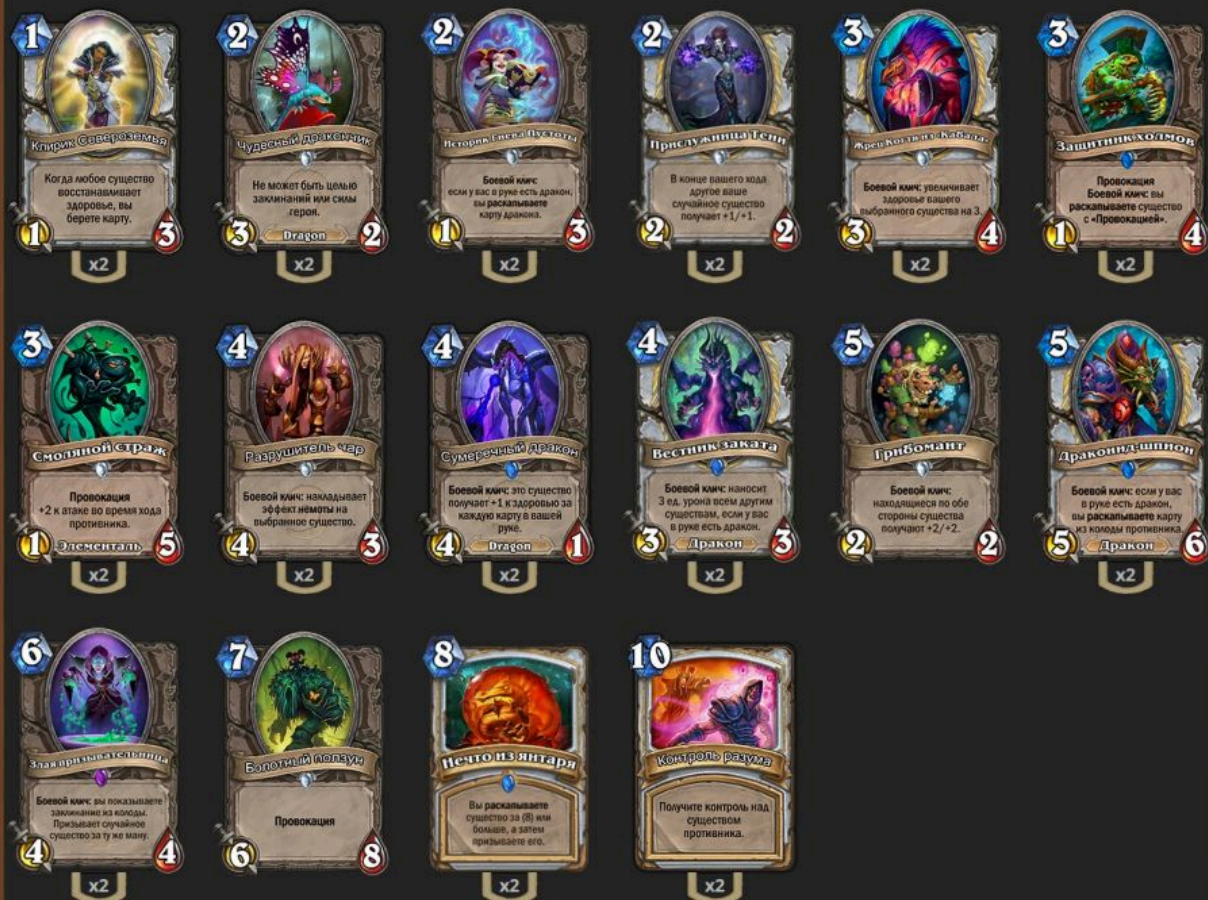 1
Клирик Североземья
Когда любое существо
восстанавливает
здоровье, вы
берете карту.
1
3
x2
2
Чудесный дракончик
Не может быть целью
заклинаний или силы
героя.
3
Dragon
2
x2
2
Историк Гнева Пустоты
Боевой клич:
если у вас в руке есть дракон,
вы раскапываете
карту дракона.
1
3
x2
2
Прислужница Тени
В конце вашего хода
другое ваше
случайное существо
получает +1/+1.
2
2
x2
3
Жрец Когтя из «Кабала»
Боевой клич: увеличивает
здоровье вашего
выбранного существа на 3.
3
4
x2
3
Защитник холмов
Провокация
Боевой клич: вы
раскапываете существо
с «Провокацией».
1
4
x2
3
Смоляной страж
Провокация
+2 к атаке во время хода
противника.
1
Элементаль
5
x2
4
Разрушитель чар
Боевой клич: накладывает
эффект немоты на
выбранное существо.
4
3
x2
4
Сумеречный дракон
Боевой клич: это существо
получает +1 к здоровью за
каждую карту в вашей
руке.
4
Dragon
1
x2
4
Вестник заката
Боевой клич: наносит
3 ед. урона всем другим
существам, если у вас
в руке есть дракон.
3
Дракон
3
x2
5
Грибомант
Боевой клич:
находящиеся по обе
стороны существа
получают +2/+2.
2
2
5
Драконид-шпион
Боевой клич: если у вас
в руке есть дракон,
вы раскапываете карту
из колоды противника.
5
Дракон
6
x2
6
Злая призывательница
Боевой клич: вы показываете
заклинание из колоды.
Призывает случайное
существо за ту же ману.
4
4
x2
7
Болотный ползун
Провокация
6
8
8
Нечто из янтаря
Вы раскапываете
существо за (8) или
больше, а затем
призываете его.
x2
10
Контроль разума
Получите контроль над
существом
противника.
x2